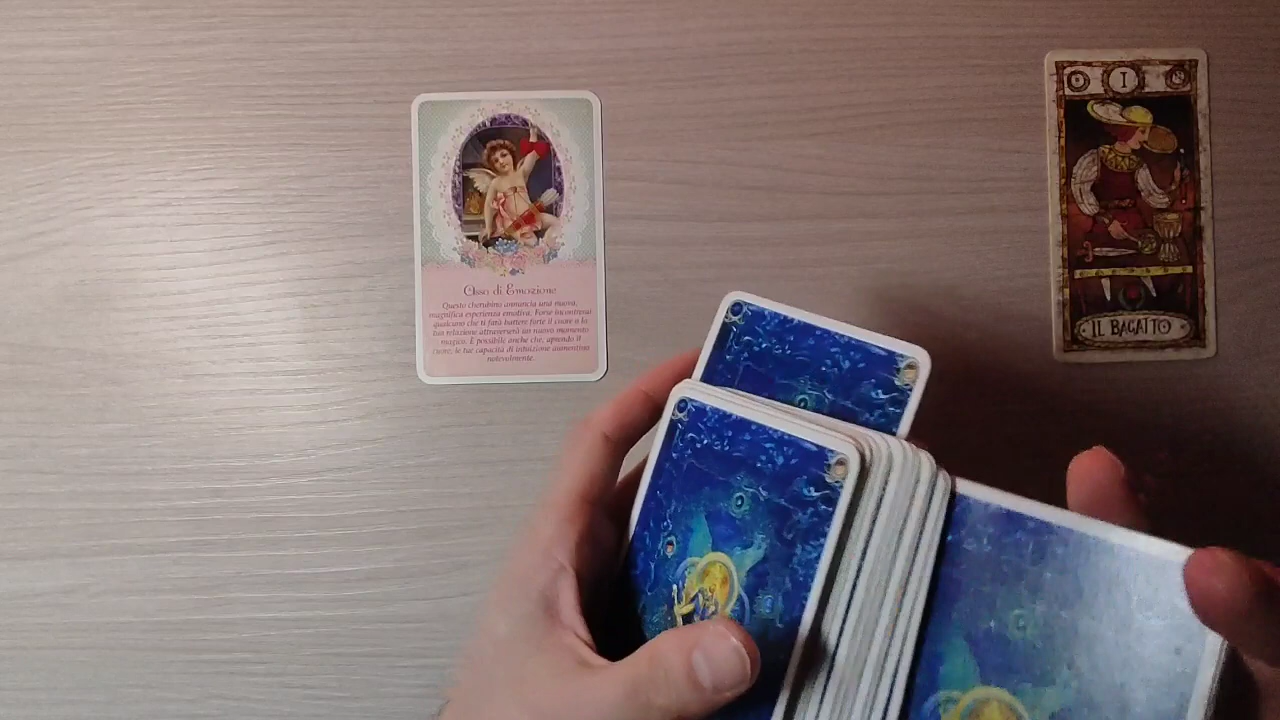 Asso di Emozione
Questo cherubino annuncia una nuova,
magnifica esperienza emotiva. Forse incontrerai
qualcuno che ti farà battere forte il cuore o la
tua relazione attraverserà un nuovo momento
magico. È possibile anche che, aprendo il
cuore, le tue capacità di intuizione aumentino
notevolmente.
I
IL BAGATTO